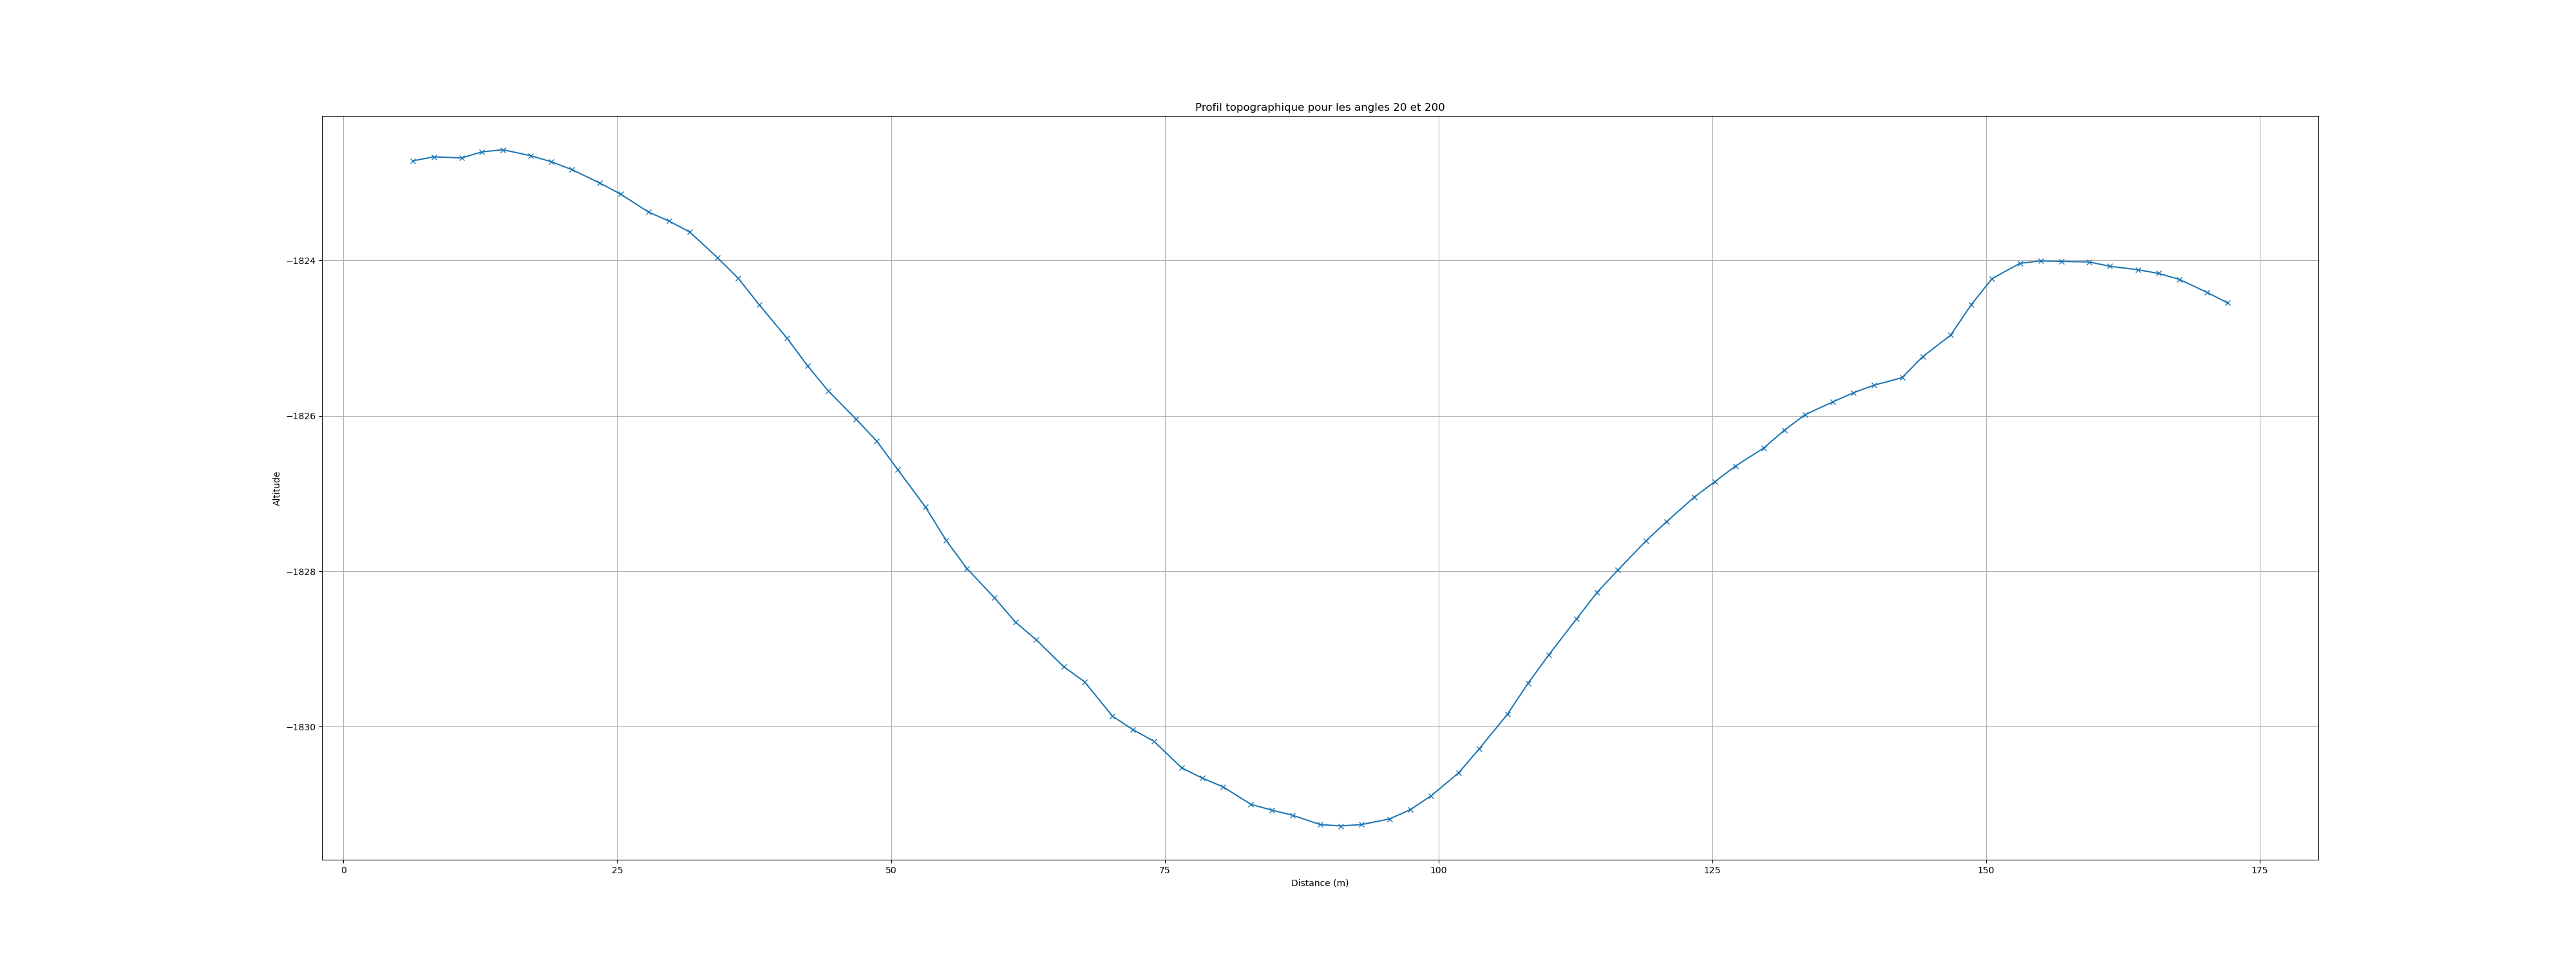 Profil topographique pour les angles 20 et 200
−1824
−1826
−1828
−1830
Altitude
0 25 50 75 100 125 150 175
Distance (m)